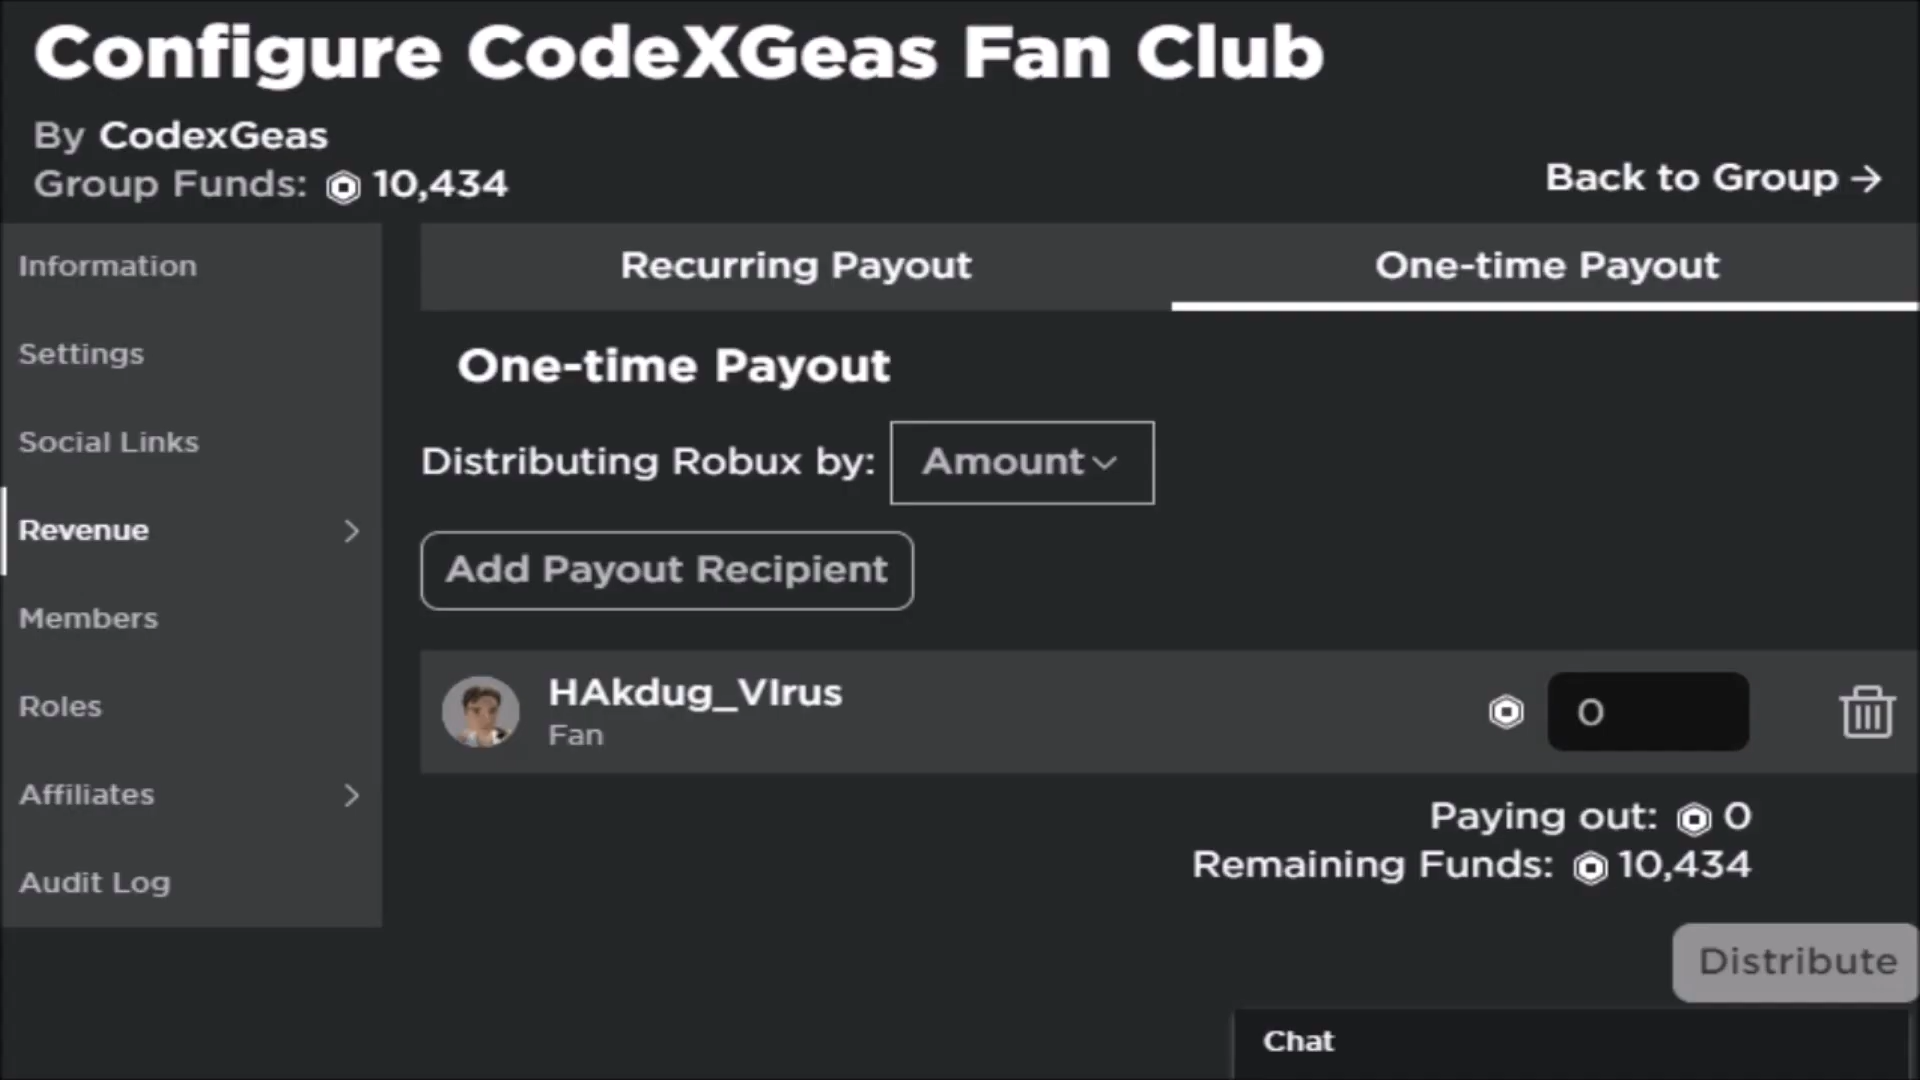 Configure CodeXGeas Fan Club
By CodexGeas
Group Funds: 10,434
Back to Group →
Information
Settings
Social Links
Revenue
Members
Roles
Affiliates
Audit Log
Recurring Payout
One-time Payout
One-time Payout
Distributing Robux by: Amount
Add Payout Recipient
HAkdug_VIrus
Fan
0
Paying out: 0
Remaining Funds: 10,434
Distribute
Chat